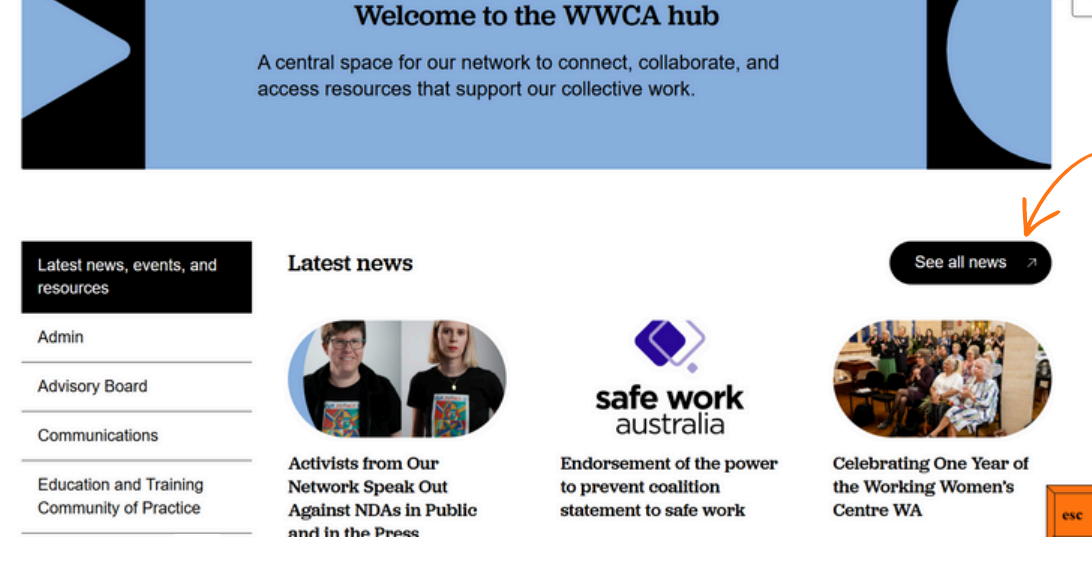 Welcome to the WWCA hub
A central space for our network to connect, collaborate, and
access resources that support our collective work.
Latest news, events, and
resources
Admin
Advisory Board
Communications
Education and Training
Community of Practice
Latest news
See all news
safe work
australia
Activists from Our
Network Speak Out
Against NDAs in Public
and in the Press
Endorsement of the power
to prevent coalition
statement to safe work
Celebrating One Year of
the Working Women's
Centre WA
esc